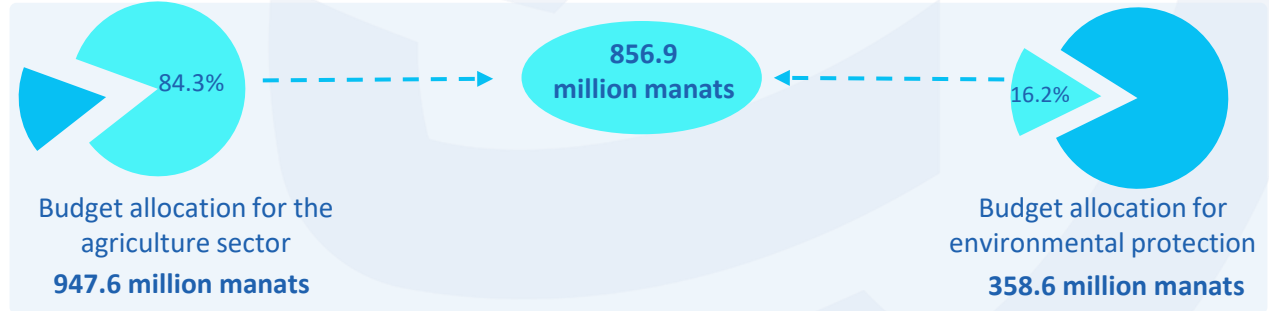 84.3%
856.9
million manats
16.2%
Budget allocation for the
agriculture sector
947.6 million manats
Budget allocation for
environmental protection
358.6 million manats